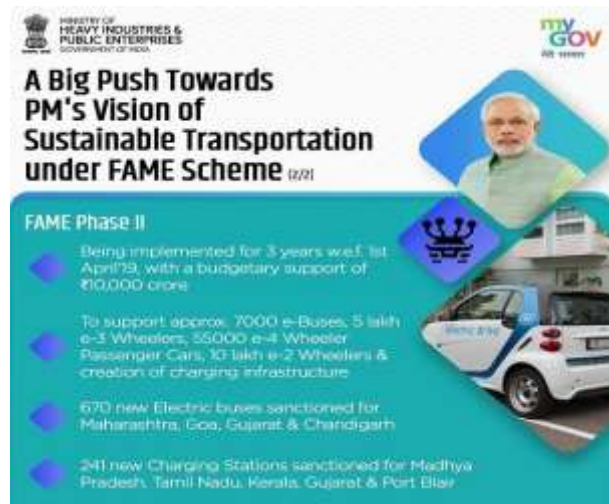 MINISTRY OF
HEAVY INDUSTRIES &
PUBLIC ENTERPRISES
GOVERNMENT OF INDIA
my
GOV
मेरी सरकार
A Big Push Towards
PM's Vision of
Sustainable Transportation
under FAME Scheme (2/2)
FAME Phase II
Being implemented for 3 years w.e.f. 1st
April'19, with a budgetary support of
₹10,000 crore
To support approx. 7000 e-Buses, 5 lakh
e-3 Wheelers, 55000 e-4 Wheeler
Passenger Cars, 10 lakh e-2 Wheelers &
creation of charging infrastructure
670 new Electric buses sanctioned for
Maharashtra, Goa, Gujarat & Chandigarh
241 new Charging Stations sanctioned for Madhya
Pradesh, Tamil Nadu, Kerala, Gujarat & Port Blair